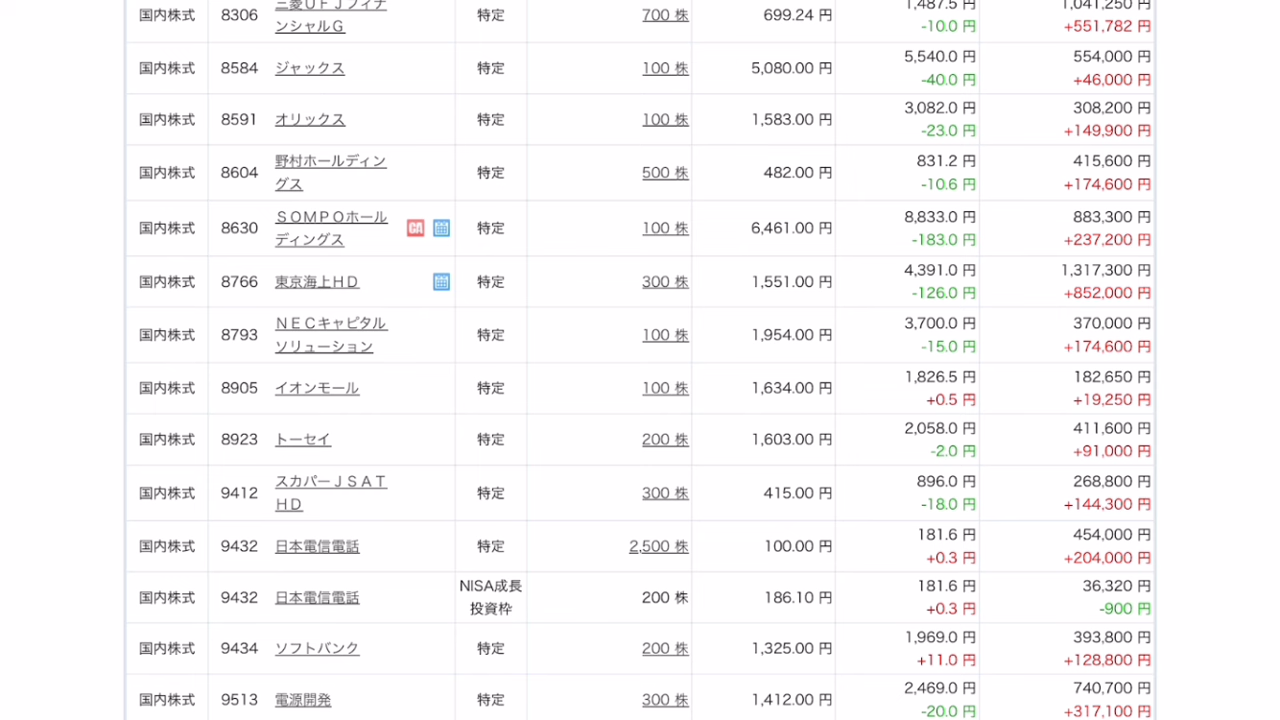 国内株式 8306 三菱ＵＦＪフィナンシャルＧ 特定 700 株 699.24 円 1,487.5 円 1,041,250 円
-10.0 円 +551,782 円
国内株式 8584 ジャックス 特定 100 株 5,080.00 円 5,540.0 円 554,000 円
-40.0 円 +46,000 円
国内株式 8591 オリックス 特定 100 株 1,583.00 円 3,082.0 円 308,200 円
-23.0 円 +149,900 円
国内株式 8604 野村ホールディングス 特定 500 株 482.00 円 831.2 円 415,600 円
-10.6 円 +174,600 円
国内株式 8630 ＳＯＭＰＯホールディングス CA 特定 100 株 6,461.00 円 8,833.0 円 883,300 円
-183.0 円 +237,200 円
国内株式 8766 東京海上ＨＤ 特定 300 株 1,551.00 円 4,391.0 円 1,317,300 円
-126.0 円 +852,000 円
国内株式 8793 ＮＥＣキャピタルソリューション 特定 100 株 1,954.00 円 3,700.0 円 370,000 円
-15.0 円 +174,600 円
国内株式 8905 イオンモール 特定 100 株 1,634.00 円 1,826.5 円 182,650 円
+0.5 円 +19,250 円
国内株式 8923 トーセイ 特定 200 株 1,603.00 円 2,058.0 円 411,600 円
-2.0 円 +91,000 円
国内株式 9412 スカパーＪＳＡＴＨＤ 特定 300 株 415.00 円 896.0 円 268,800 円
-18.0 円 +144,300 円
国内株式 9432 日本電信電話 特定 2,500 株 100.00 円 181.6 円 454,000 円
+0.3 円 +204,000 円
国内株式 9432 日本電信電話 NISA成長投資枠 200 株 186.10 円 181.6 円 36,320 円
+0.3 円 -900 円
国内株式 9434 ソフトバンク 特定 200 株 1,325.00 円 1,969.0 円 393,800 円
+11.0 円 +128,800 円
国内株式 9513 電源開発 特定 300 株 1,412.00 円 2,469.0 円 740,700 円
-20.0 円 +317,100 円